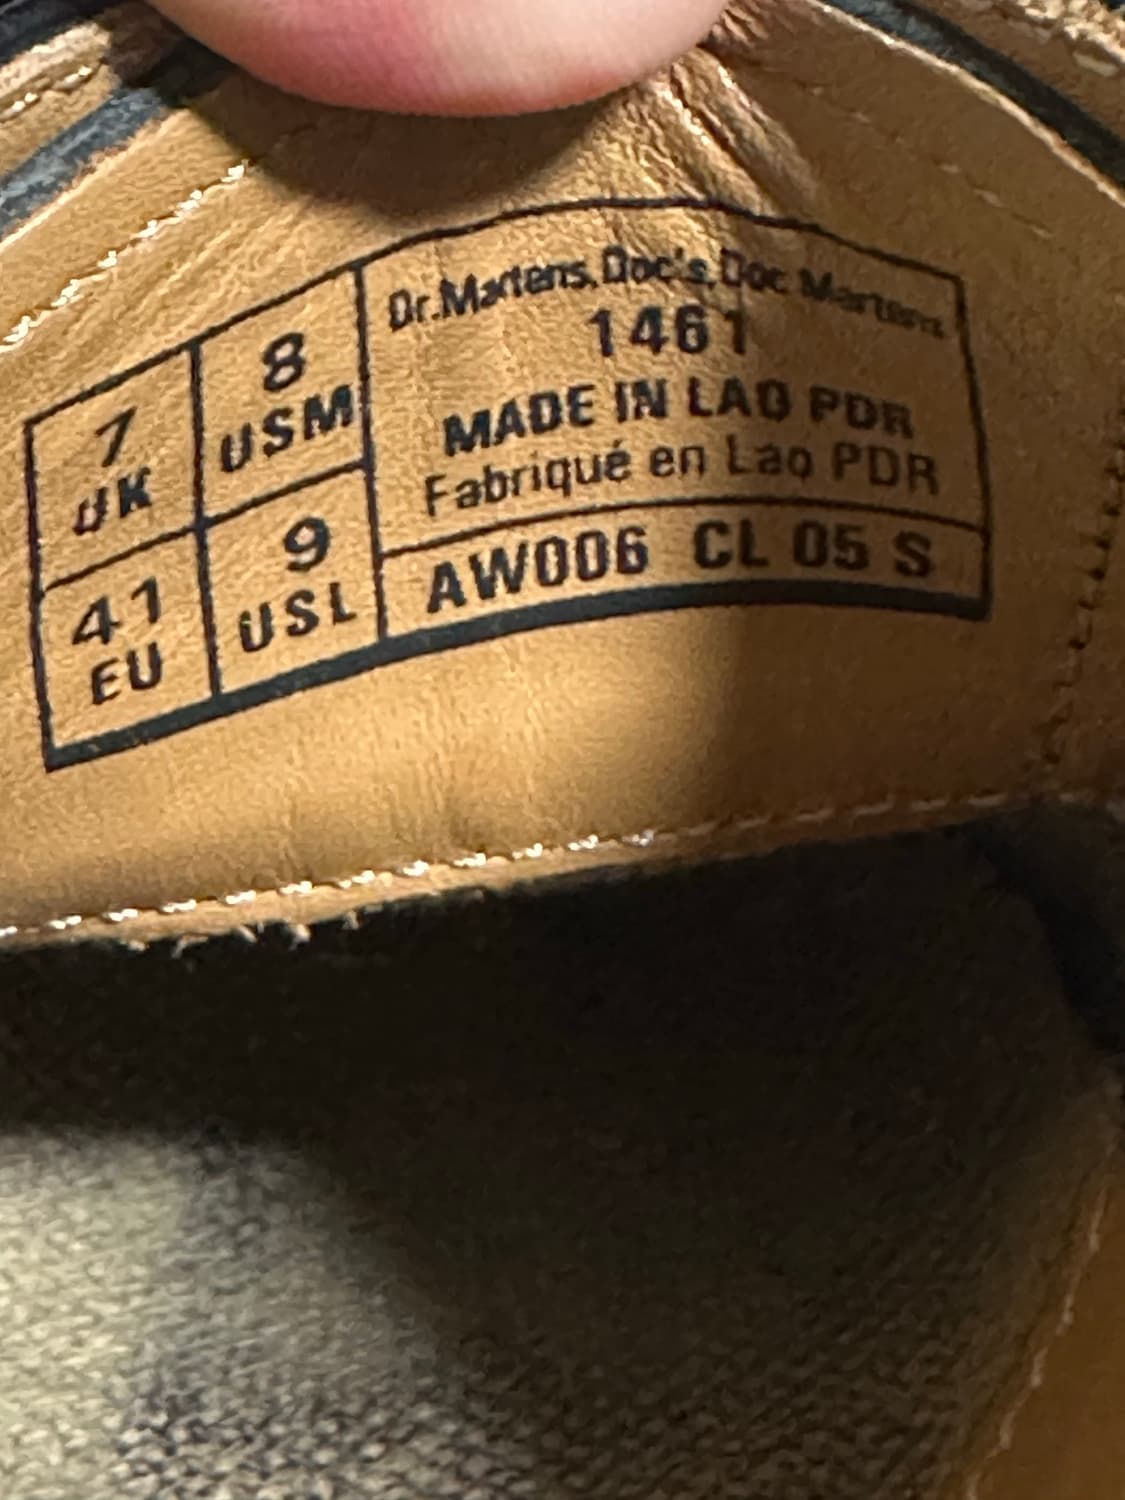 7
UK
8
USM
41
EU
9
USL
Dr.Martens,Doc's,Doc Martens
1461
MADE IN LAO PDR
Fabriqué en Lao PDR
AW006 CL 05 S